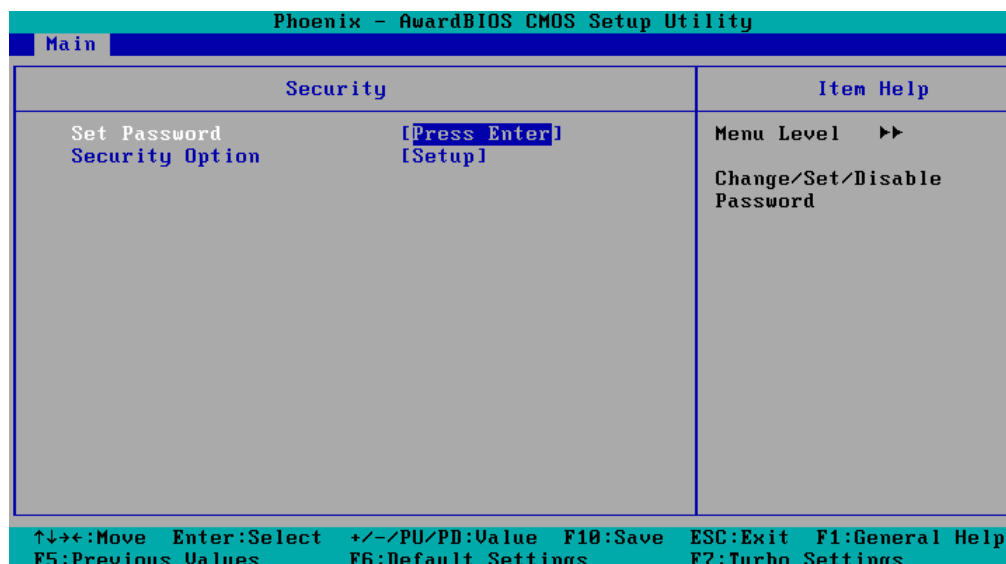 Phoenix - AwardBIOS CMOS Setup Utility
Main
Security
Item Help
Set Password [Press Enter]
Security Option [Setup]
Menu Level ▸▸
Change/Set/Disable
Password
↑↓→←:Move Enter:Select +/-/PU/PD:Value F10:Save ESC:Exit F1:General Help
F5:Previous Values F6:Default Settings F7:Turbo Settings